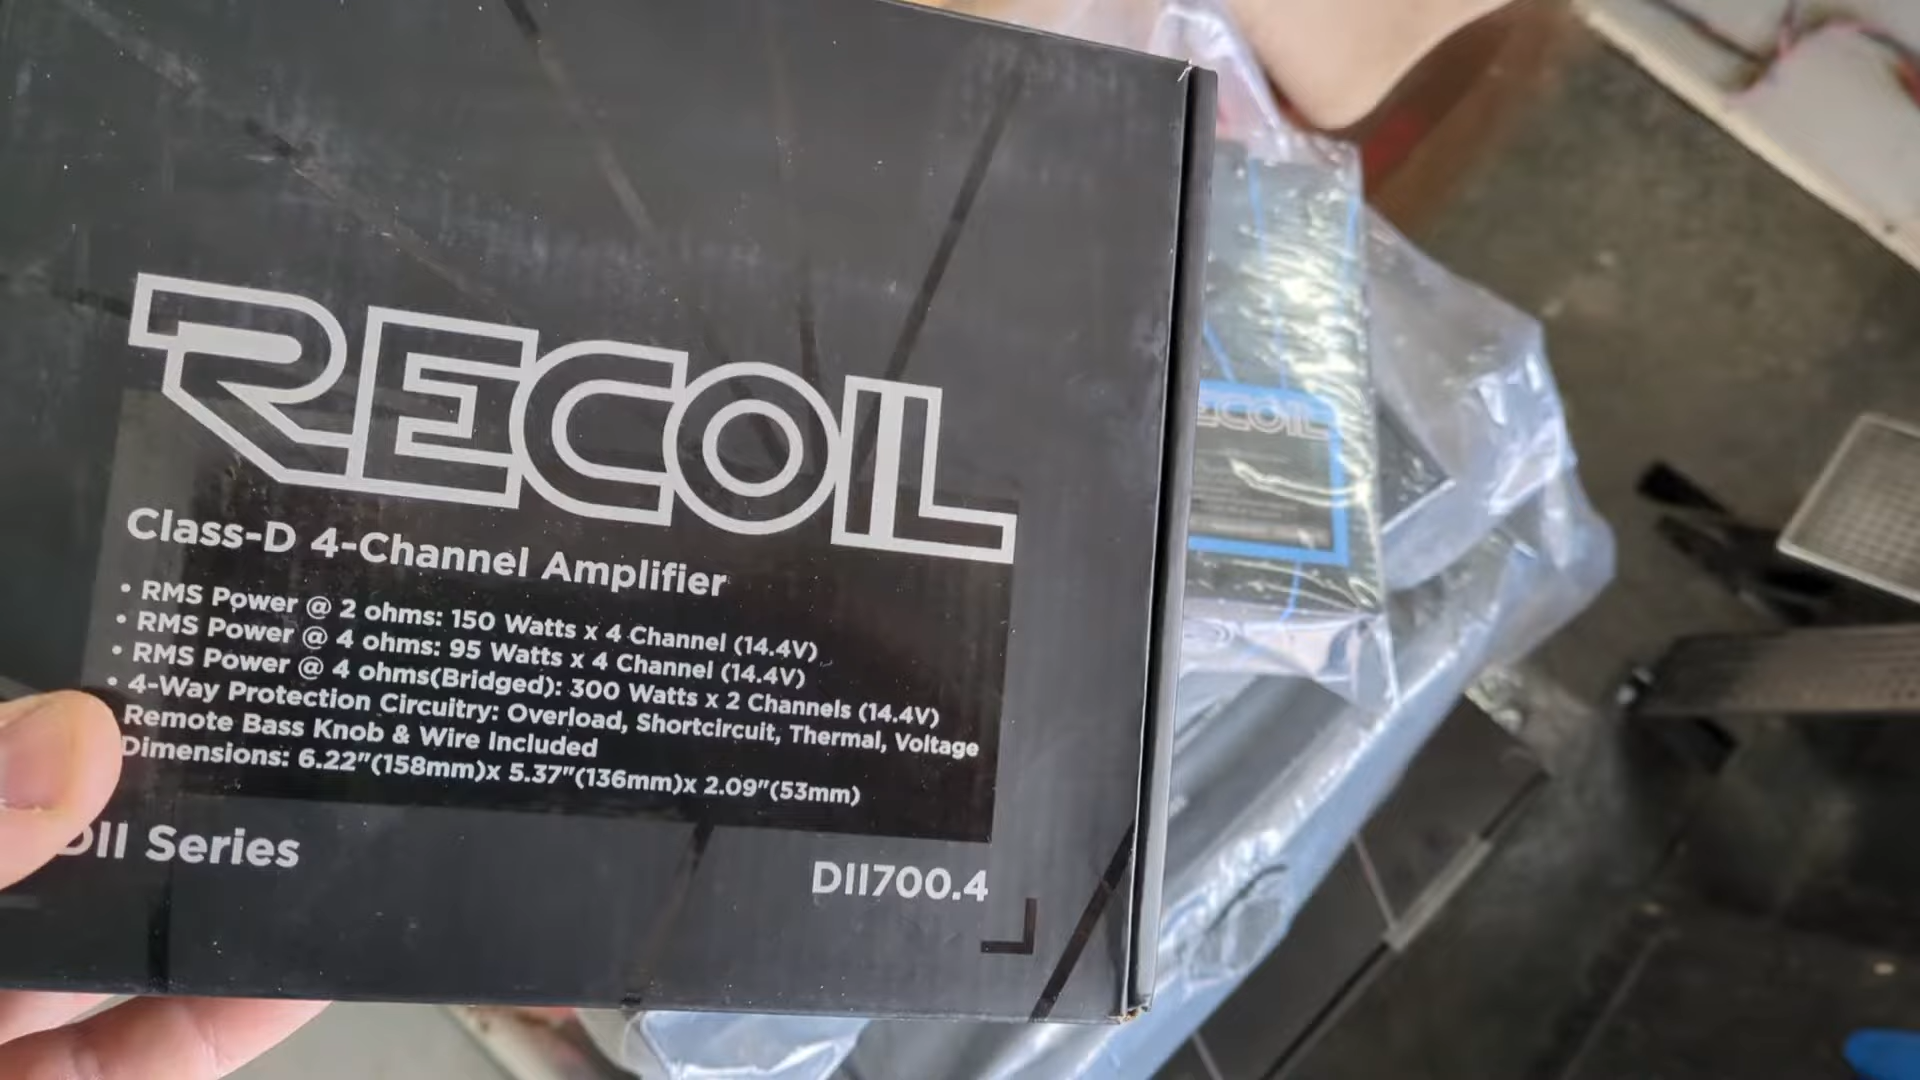 RECOIL
Class-D 4-Channel Amplifier
• RMS Power @ 2 ohms: 150 Watts x 4 Channel (14.4V)
• RMS Power @ 4 ohms: 95 Watts x 4 Channel (14.4V)
• RMS Power @ 4 ohms(Bridged): 300 Watts x 2 Channels (14.4V)
• 4-Way Protection Circuitry: Overload, Shortcircuit, Thermal, Voltage
Remote Bass Knob & Wire Included
Dimensions: 6.22"(158mm)x 5.37"(136mm)x 2.09"(53mm)
DII Series
DII700.4
RECOIL